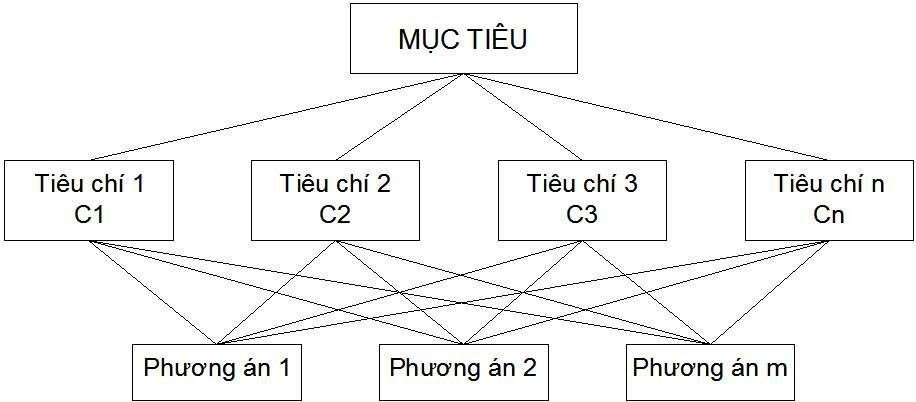 MỤC TIÊU
Tiêu chí 1
C1
Tiêu chí 2
C2
Tiêu chí 3
C3
Tiêu chí n
Cn
Phương án 1
Phương án 2
Phương án m